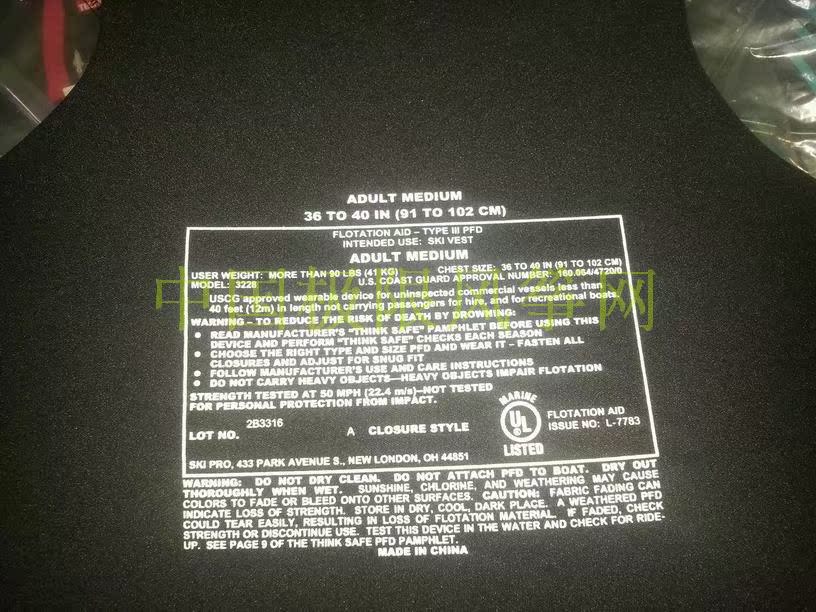 ADULT MEDIUM
36 TO 40 IN (91 TO 102 CM)
FLOTATION AID – TYPE III PFD
INTENDED USE: SKI VEST
ADULT MEDIUM
USER WEIGHT: MORE THAN 90 LBS (41 KG) CHEST SIZE: 36 TO 40 IN (91 TO 102 CM)
MODEL: 3228 U.S. COAST GUARD APPROVAL NUMBER: 160.064/4720/0
USCG approved wearable device for uninspected commercial vessels less than
40 feet (12m) in length not carrying passengers for hire, and for recreational boats.
WARNING – TO REDUCE THE RISK OF DEATH BY DROWNING:
• READ MANUFACTURER'S "THINK SAFE" PAMPHLET BEFORE USING THIS
DEVICE AND PERFORM "THINK SAFE" CHECKS EACH SEASON
• CHOOSE THE RIGHT TYPE AND SIZE PFD AND WEAR IT – FASTEN ALL
CLOSURES AND ADJUST FOR SNUG FIT
• FOLLOW MANUFACTURER'S USE AND CARE INSTRUCTIONS
• DO NOT CARRY HEAVY OBJECTS—HEAVY OBJECTS IMPAIR FLOTATION
STRENGTH TESTED AT 50 MPH (22.4 m/s)–NOT TESTED
FOR PERSONAL PROTECTION FROM IMPACT.
LOT NO. 2B3316 A CLOSURE STYLE
MARINE
UL
LISTED
FLOTATION AID
ISSUE NO: L-7783
SKI PRO, 433 PARK AVENUE S., NEW LONDON, OH 44851
WARNING: DO NOT DRY CLEAN. DO NOT ATTACH PFD TO BOAT. DRY OUT
THOROUGHLY WHEN WET. SUNSHINE, CHLORINE, AND WEATHERING MAY CAUSE
COLORS TO FADE OR BLEED ONTO OTHER SURFACES. CAUTION: FABRIC FADING CAN
INDICATE LOSS OF STRENGTH. STORE IN DRY, COOL, DARK PLACE. A WEATHERED PFD
COULD TEAR EASILY, RESULTING IN LOSS OF FLOTATION MATERIAL. IF FADED, CHECK
STRENGTH OR DISCONTINUE USE. TEST THIS DEVICE IN THE WATER AND CHECK FOR RIDE-
UP. SEE PAGE 9 OF THE THINK SAFE PFD PAMPHLET.
MADE IN CHINA